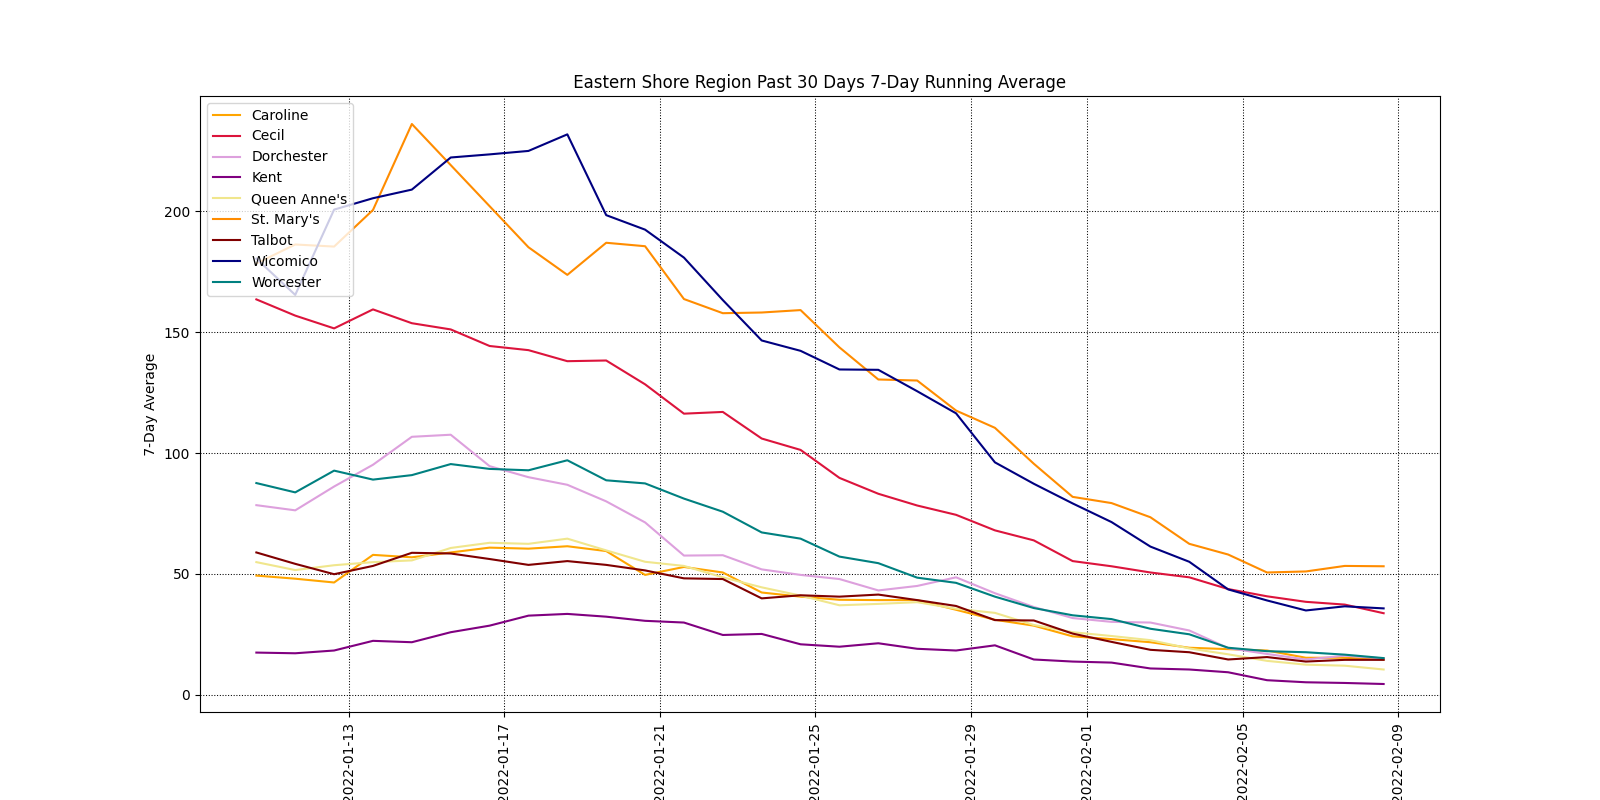 Eastern Shore Region Past 30 Days 7-Day Running Average
Caroline
Cecil
Dorchester
Kent
Queen Anne's
St. Mary's
Talbot
Wicomico
Worcester
7-Day Average
200
150
100
50
0
2022-01-13
2022-01-17
2022-01-21
2022-01-25
2022-01-29
2022-02-01
2022-02-05
2022-02-09